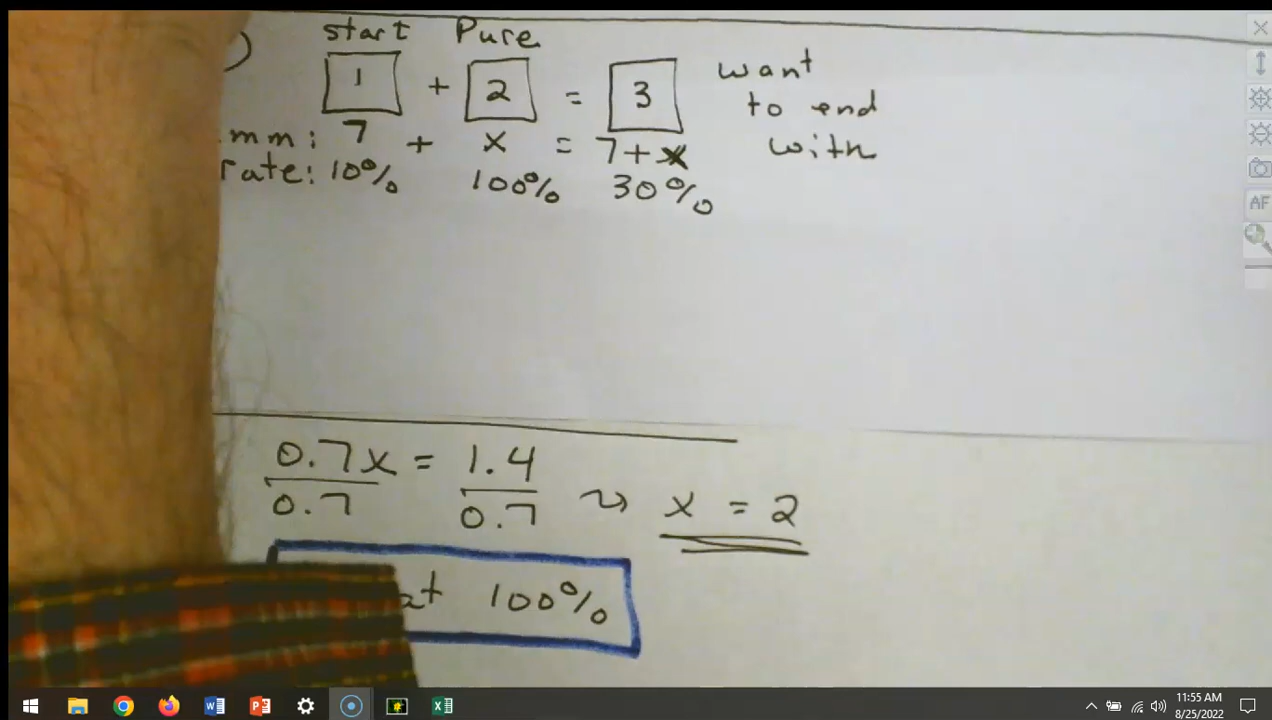 ) start Pure
1 + 2 = 3 want to end with
mm: 7 + x = 7+x
rate: 10% 100% 30%
0.7x = 1.4
0.7 0.7 x = 2
at 100%
AF
11:55 AM
8/25/2022